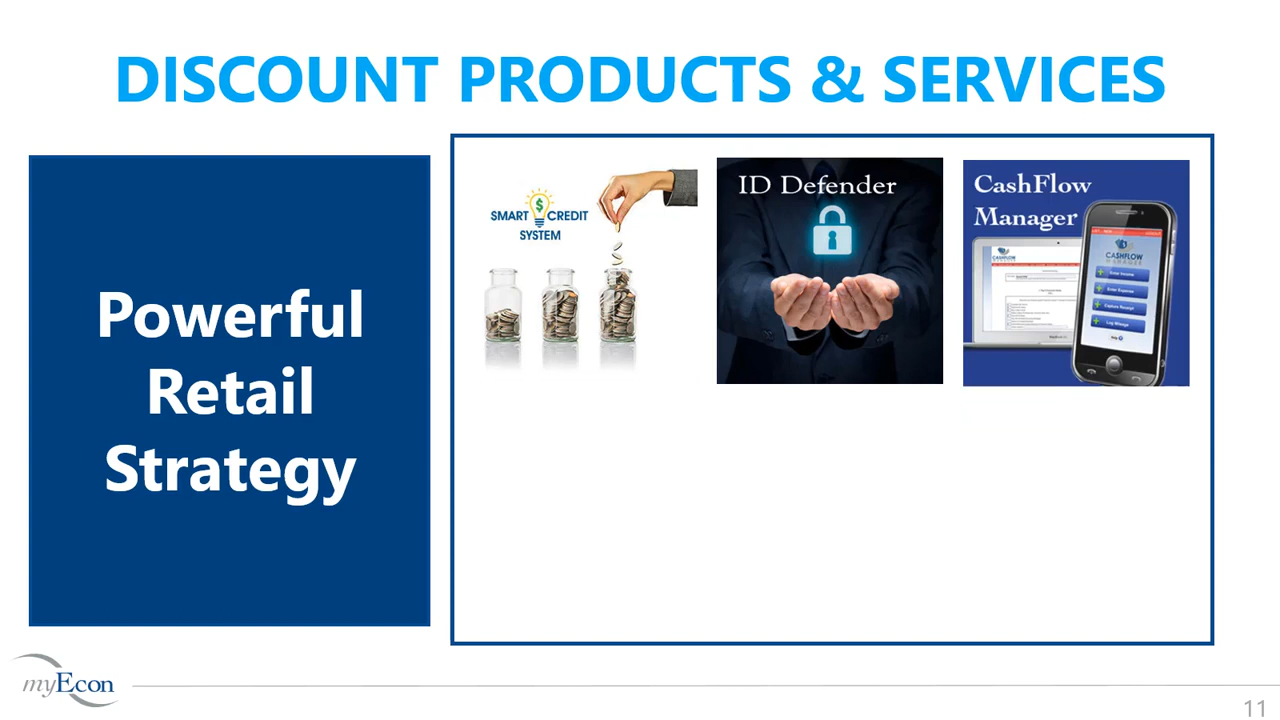 DISCOUNT PRODUCTS & SERVICES
Powerful
Retail
Strategy
SMART CREDIT
SYSTEM
ID Defender
CashFlow
Manager
CASHFLOW
MANAGER
Enter Income
Enter Expense
Capture Receipt
Log Mileage
Help
myEcon
11